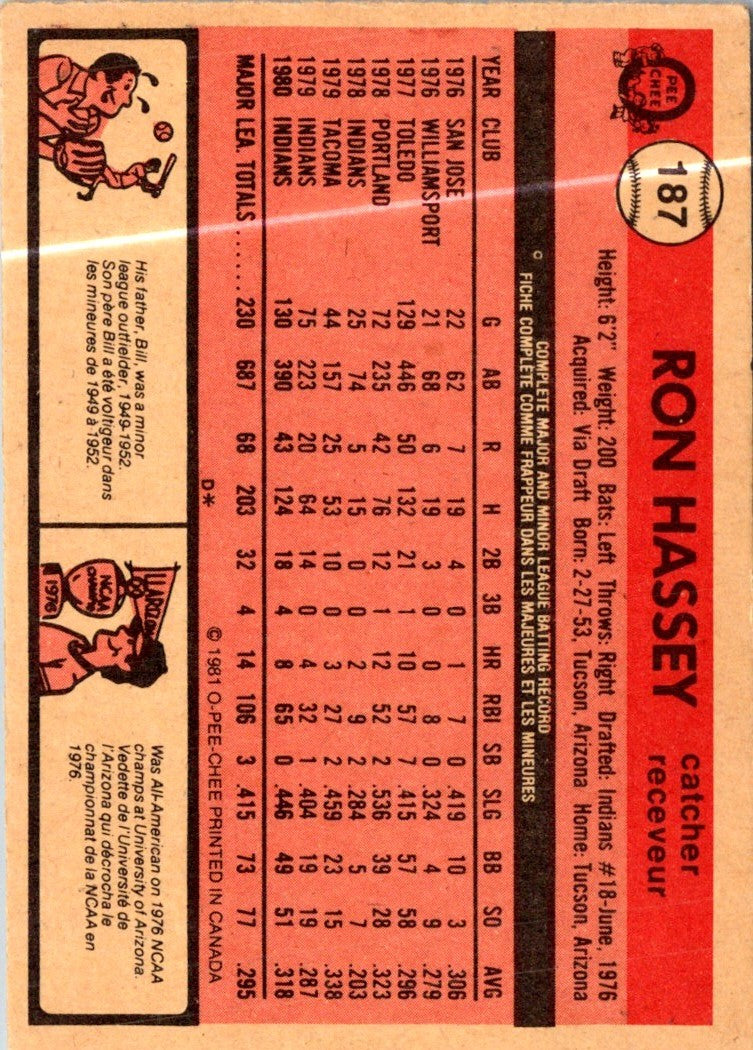 O
PEE
CHEE
187
RON HASSEY
catcher
receveur
Height: 6'2" Weight: 200 Bats: Left Throws: Right Drafted: Indians #18-June, 1976
Acquired: Via Draft Born: 2-27-53, Tucson, Arizona Home: Tucson, Arizona
COMPLETE MAJOR AND MINOR LEAGUE BATTING RECORD
FICHE COMPLETE COMME FRAPPEUR DANS LES MAJEURES ET LES MINEURES
YEAR CLUB G AB R H 2B 3B HR RBI SB SLG BB SO AVG
1976 SAN JOSE 22 62 7 19 4 0 1 7 0 .419 10 3 .306
1976 WILLIAMSPORT 21 68 6 19 3 0 0 8 0 .324 4 9 .279
1977 TOLEDO 129 446 50 132 21 1 10 57 7 .415 57 58 .296
1978 PORTLAND 72 235 42 76 12 1 12 52 2 .536 39 28 .323
1978 INDIANS 25 74 5 15 0 0 2 9 2 .284 5 7 .203
1979 TACOMA 44 157 25 53 10 0 3 27 2 .459 23 15 .338
1979 INDIANS 75 223 20 64 14 0 4 32 1 .404 19 19 .287
1980 INDIANS 130 390 43 124 18 4 8 65 0 .446 49 51 .318
MAJOR LEA. TOTALS ...... 230 687 68 203 32 4 14 106 3 .415 73 77 .295
D* © 1981 O-PEE-CHEE PRINTED IN CANADA
His father, Bill, was a minor
league outfielder, 1949-1952.
Son père Bill a été voltigeur dans
les mineures de 1949 à 1952.
NCAA
CHAMPS
1976
Was All-American on 1976 NCAA
champs at University of Arizona.
Vedette de l'Université de
l'Arizona qui décrocha le
championnat de la NCAA en
1976.